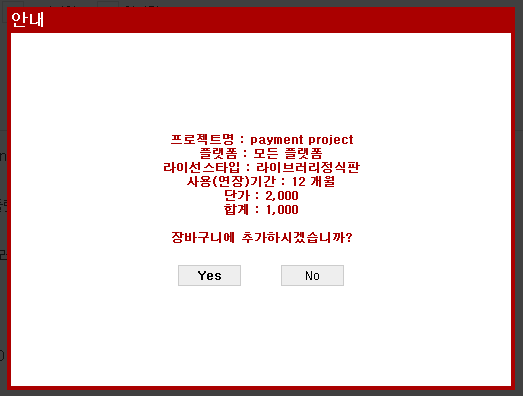 안내
프로젝트명 : payment project
플랫폼 : 모든 플랫폼
라이선스타입 : 라이브러리정식판
사용(연장)기간 : 12 개월
단가 : 2,000
합계 : 1,000
장바구니에 추가하시겠습니까?
Yes No